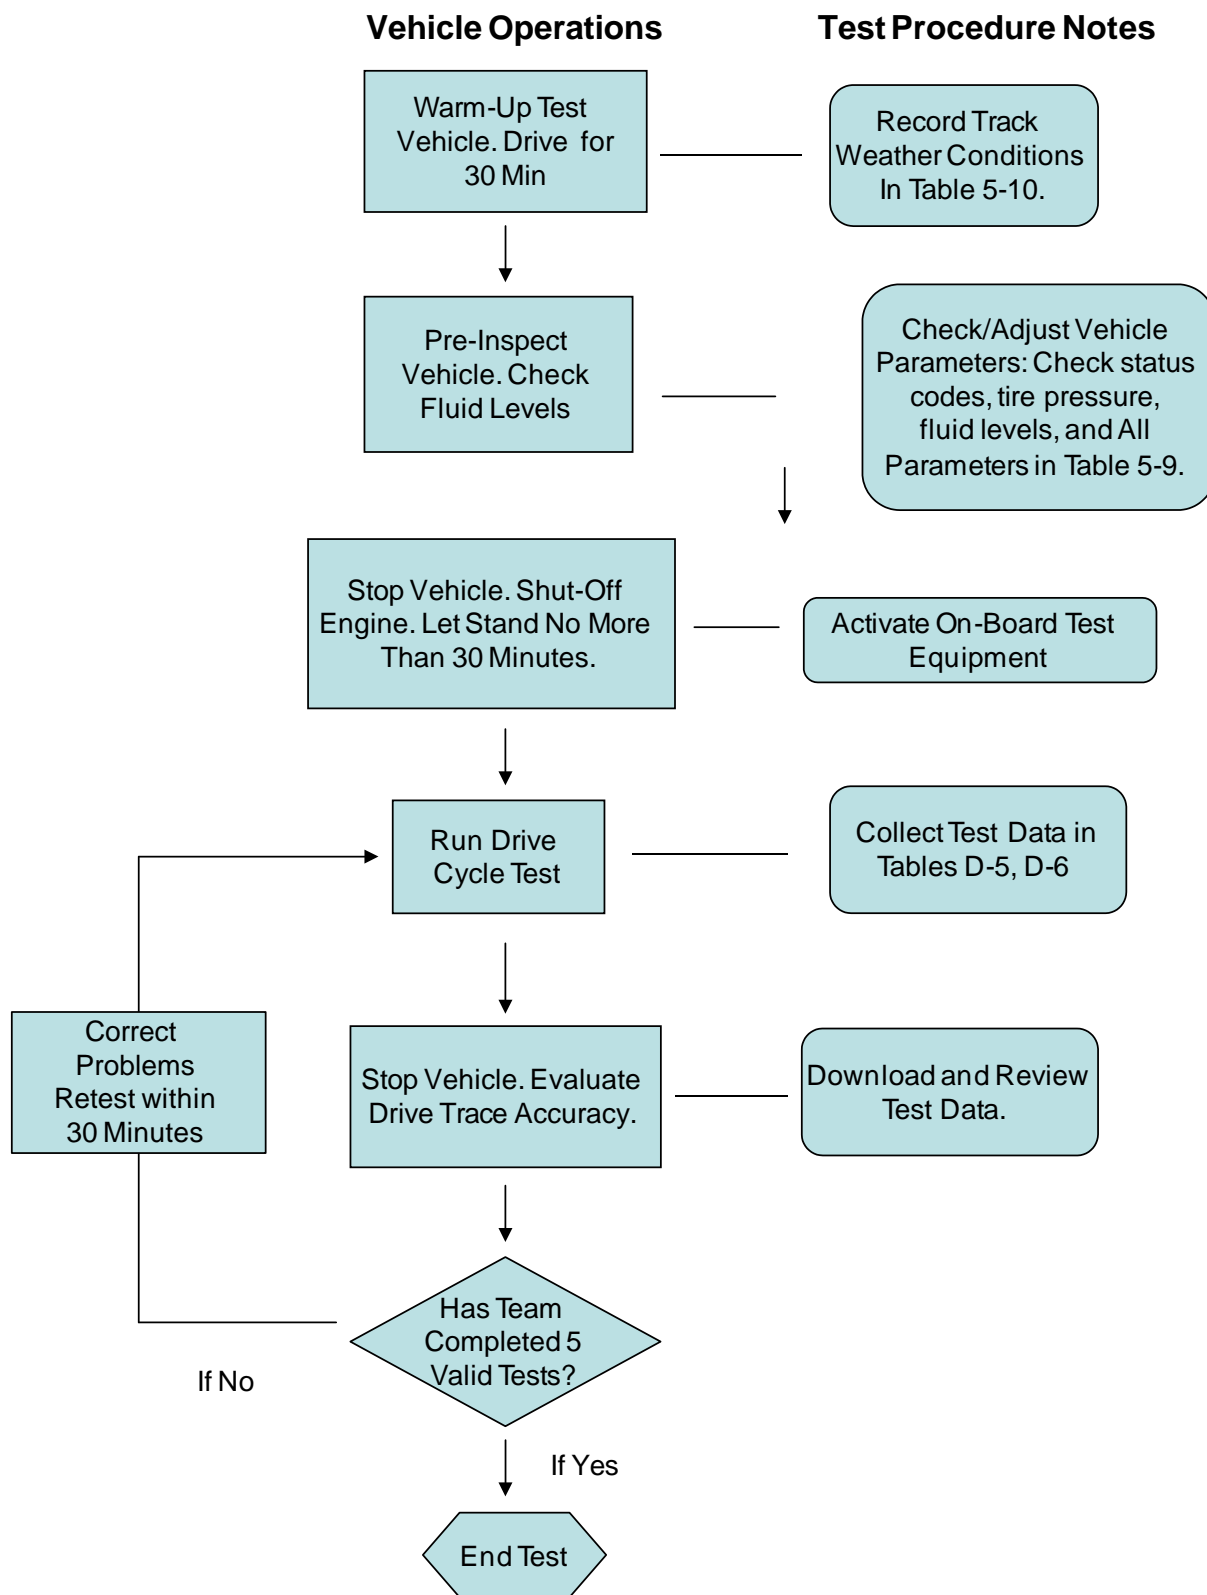 Vehicle Operations
Test Procedure Notes
Warm-Up Test
Vehicle. Drive for
30 Min
Record Track
Weather Conditions
In Table 5-10.
Pre-Inspect
Vehicle. Check
Fluid Levels
Check/Adjust Vehicle
Parameters: Check status
codes, tire pressure,
fluid levels, and All
Parameters in Table 5-9.
Stop Vehicle. Shut-Off
Engine. Let Stand No More
Than 30 Minutes.
Activate On-Board Test
Equipment
Run Drive
Cycle Test
Collect Test Data in
Tables D-5, D-6
Correct
Problems
Retest within
30 Minutes
Stop Vehicle. Evaluate
Drive Trace Accuracy.
Download and Review
Test Data.
Has Team
Completed 5
Valid Tests?
If No
If Yes
End Test